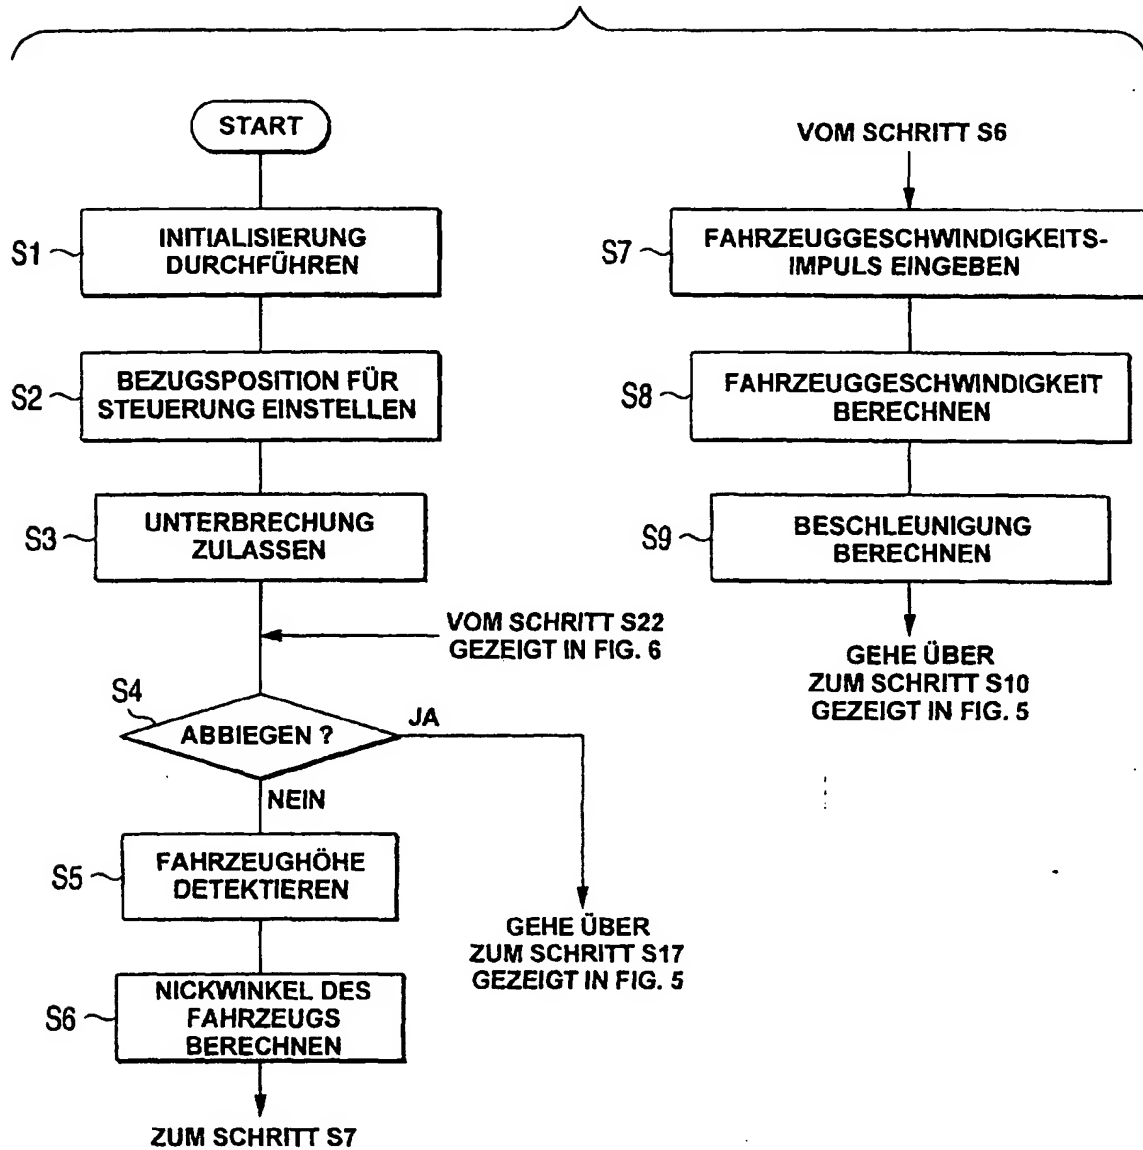 START
S1
INITIALISIERUNG
DURCHFÜHREN
S2
BEZUGSPOSITION FÜR
STEUERUNG EINSTELLEN
S3
UNTERBRECHUNG
ZULASSEN
VOM SCHRITT S22
GEZEIGT IN FIG. 6
S4
ABBIEGEN ?
JA
NEIN
S5
FAHRZEUGHÖHE
DETEKTIEREN
GEHE ÜBER
ZUM SCHRITT S17
GEZEIGT IN FIG. 5
S6
NICKWINKEL DES
FAHRZEUGS
BERECHNEN
ZUM SCHRITT S7
VOM SCHRITT S6
S7
FAHRZEUGGESCHWINDIGKEITS-
IMPULS EINGEBEN
S8
FAHRZEUGGESCHWINDIGKEIT
BERECHNEN
S9
BESCHLEUNIGUNG
BERECHNEN
GEHE ÜBER
ZUM SCHRITT S10
GEZEIGT IN FIG. 5